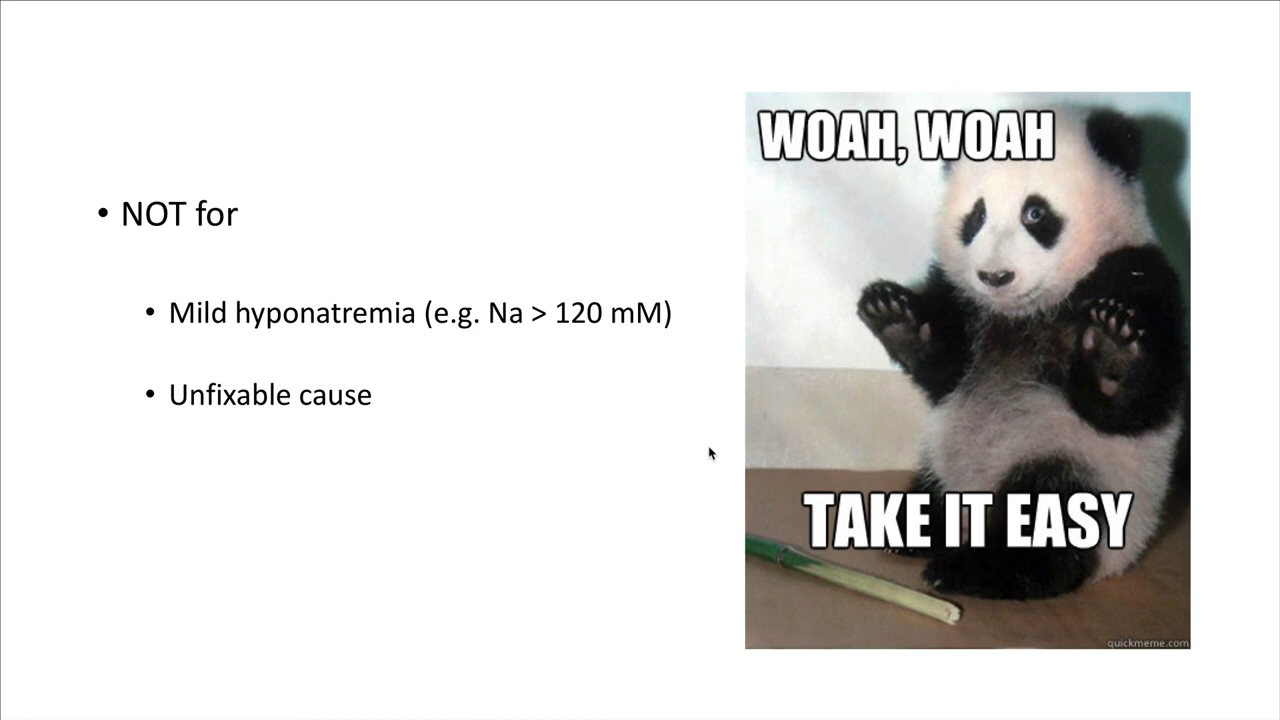 • NOT for
• Mild hyponatremia (e.g. Na > 120 mM)
• Unfixable cause
WOAH, WOAH
TAKE IT EASY
quickmeme.com